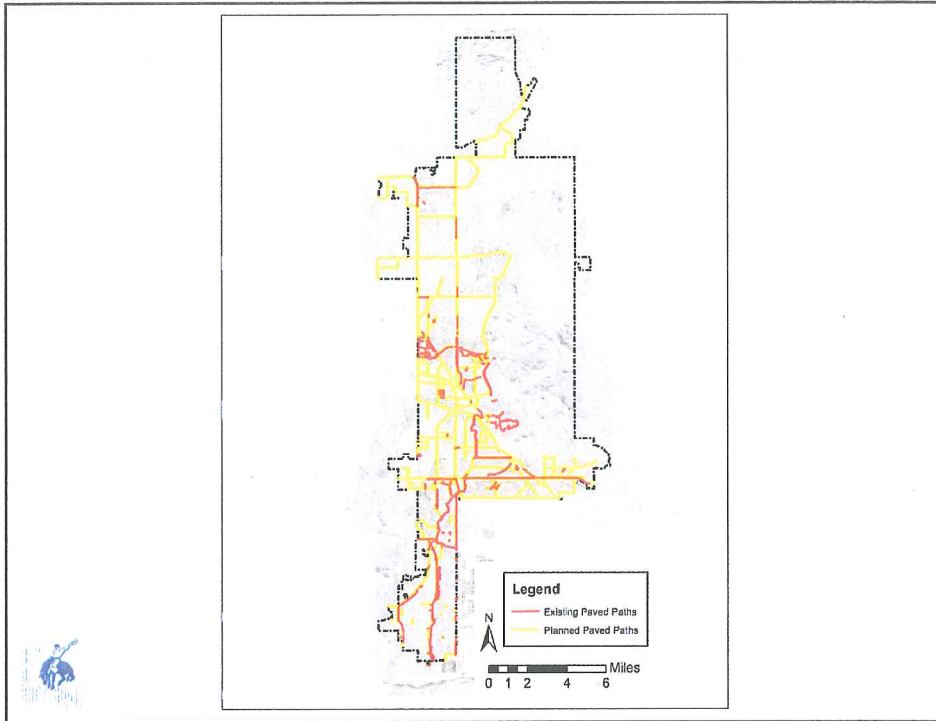 Legend
Existing Paved Paths
Planned Paved Paths
N
Miles
0 1 2 4 6